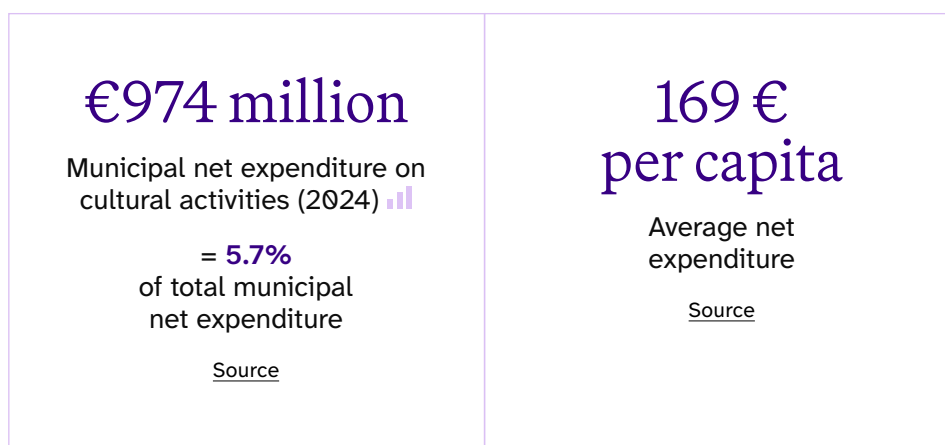 €974 million
Municipal net expenditure on
cultural activities (2024)
= 5.7%
of total municipal
net expenditure
Source
169 €
per capita
Average net
expenditure
Source